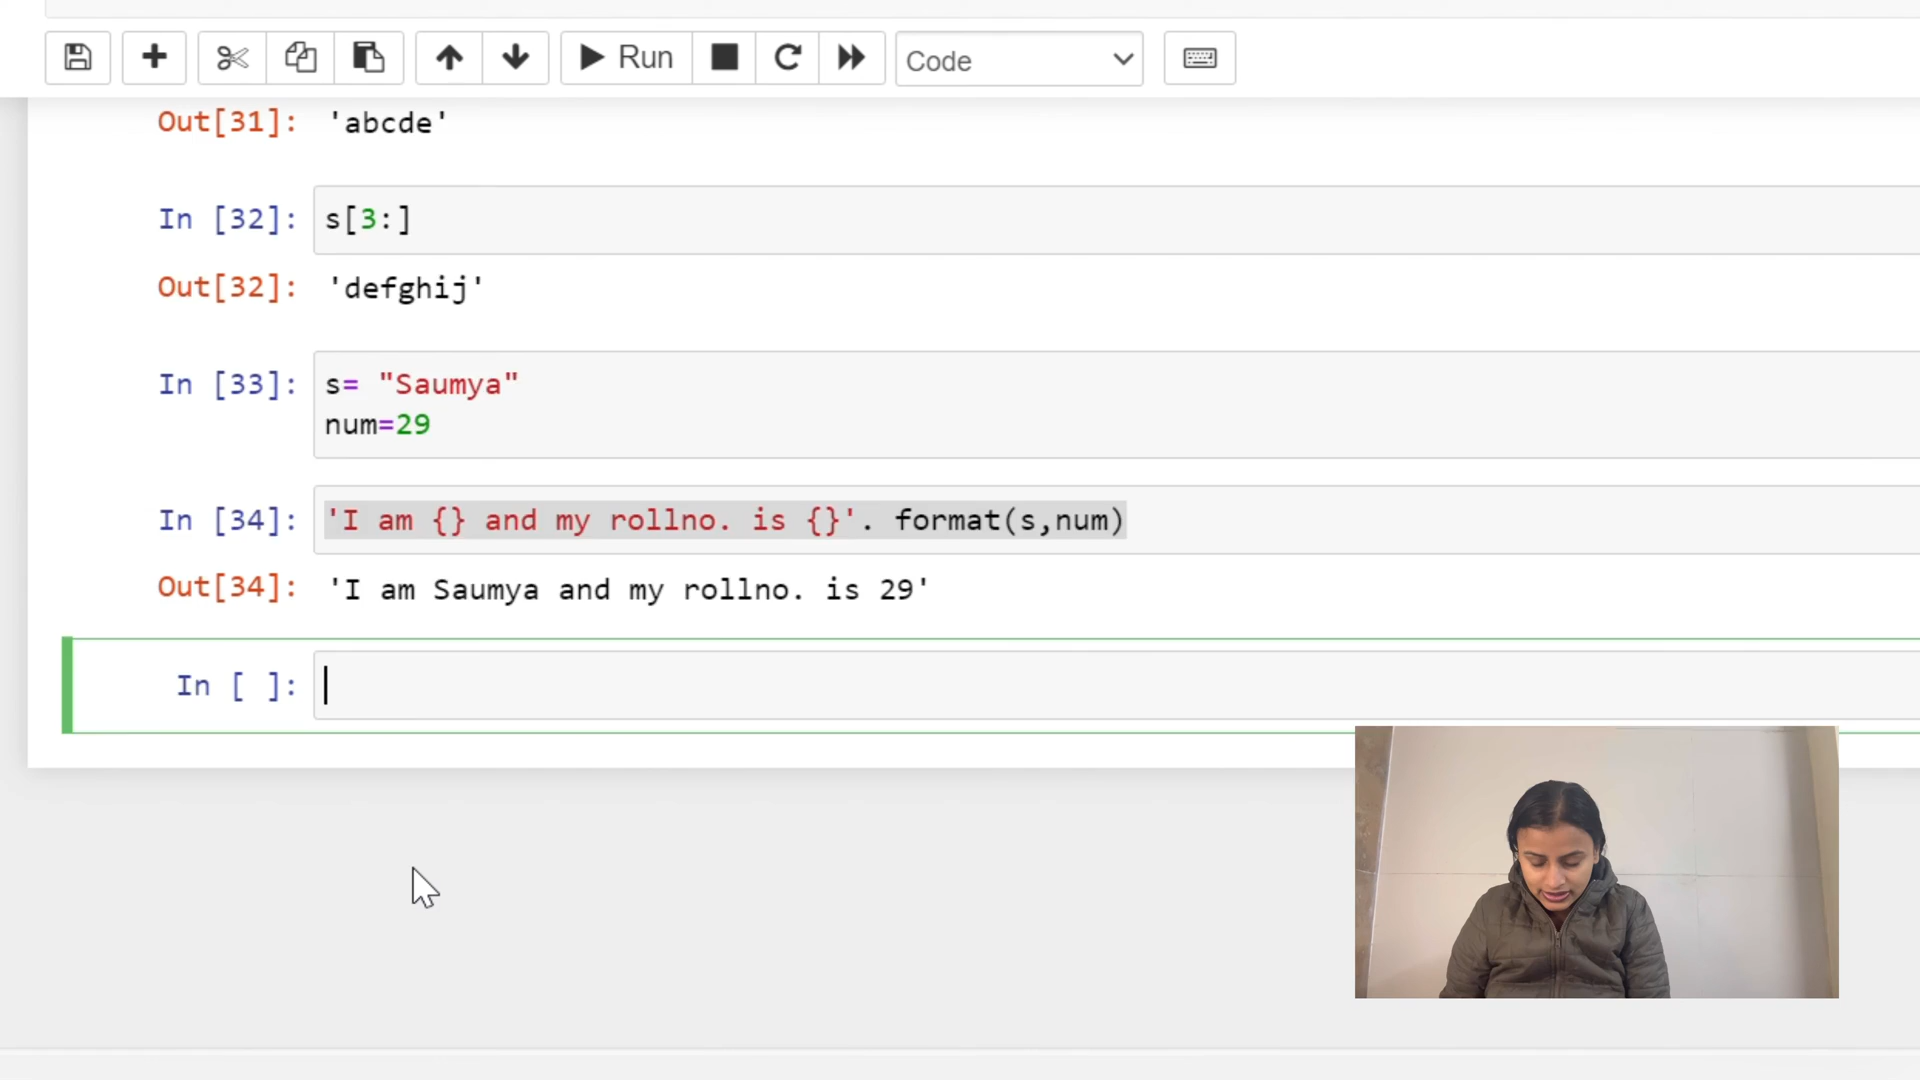 Run
Code
Out[31]: 'abcde'
In [32]: s[3:]
Out[32]: 'defghij'
In [33]: s= "Saumya"
num=29
In [34]: 'I am {} and my rollno. is {}'. format(s,num)
Out[34]: 'I am Saumya and my rollno. is 29'
In [ ]: